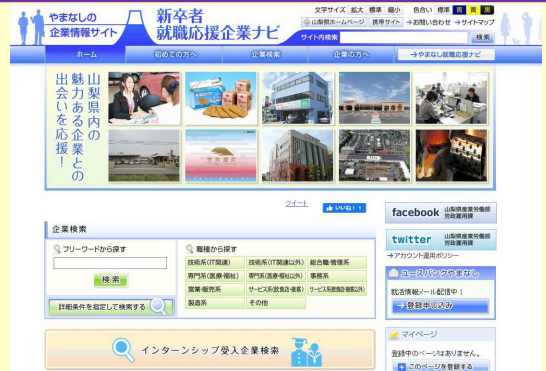 やまなしの
企業情報サイト
新卒者
就職応援企業ナビ
文字サイズ 拡大 標準 縮小 色合い 標準 青 黄 黒
山梨県ホームページ 携帯サイト →お問い合わせ →サイトマップ
サイト内検索 検索
ホーム 初めての方へ 企業検索 企業の方へ →やまなし就職応援ナビ
山梨県内の
魅力ある企業との
出会いを応援!
ツイート いいね! 1
企業検索
フリーワードから探す
検索
詳細条件を指定して検索する
職種から探す
技術系(IT関連) 技術系(IT関連以外) 総合職・管理系
専門系(医療・福祉) 専門系(医療・福祉以外) 事務系
営業・販売系 サービス系(飲食店・接客) サービス系(飲食店・接客以外)
製造系 その他
インターンシップ受入企業検索
facebook 山梨県産業労働部
労政雇用課
twitter 山梨県産業労働部
労政雇用課
→アカウント運用ポリシー
ユースバンクやまなし
就活情報メール配信中!
→登録申し込み
マイページ
登録中のページはありません。
このページを登録する